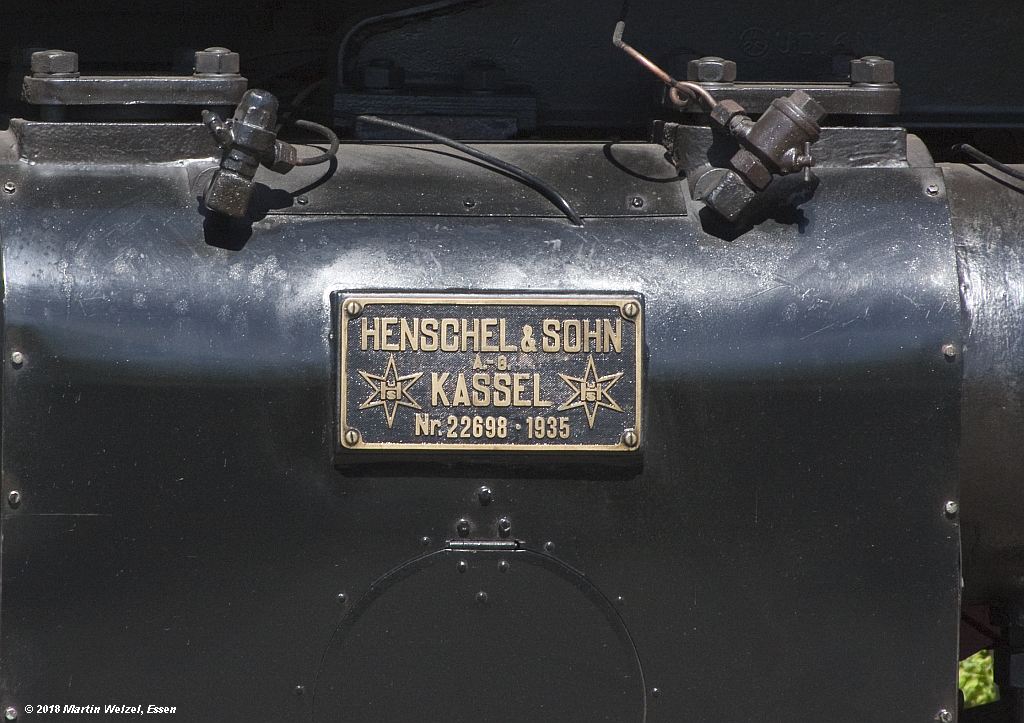 HENSCHEL & SOHN
A. G.
KASSEL
Nr. 22698 · 1935
© 2018 Martin Welzel, Essen